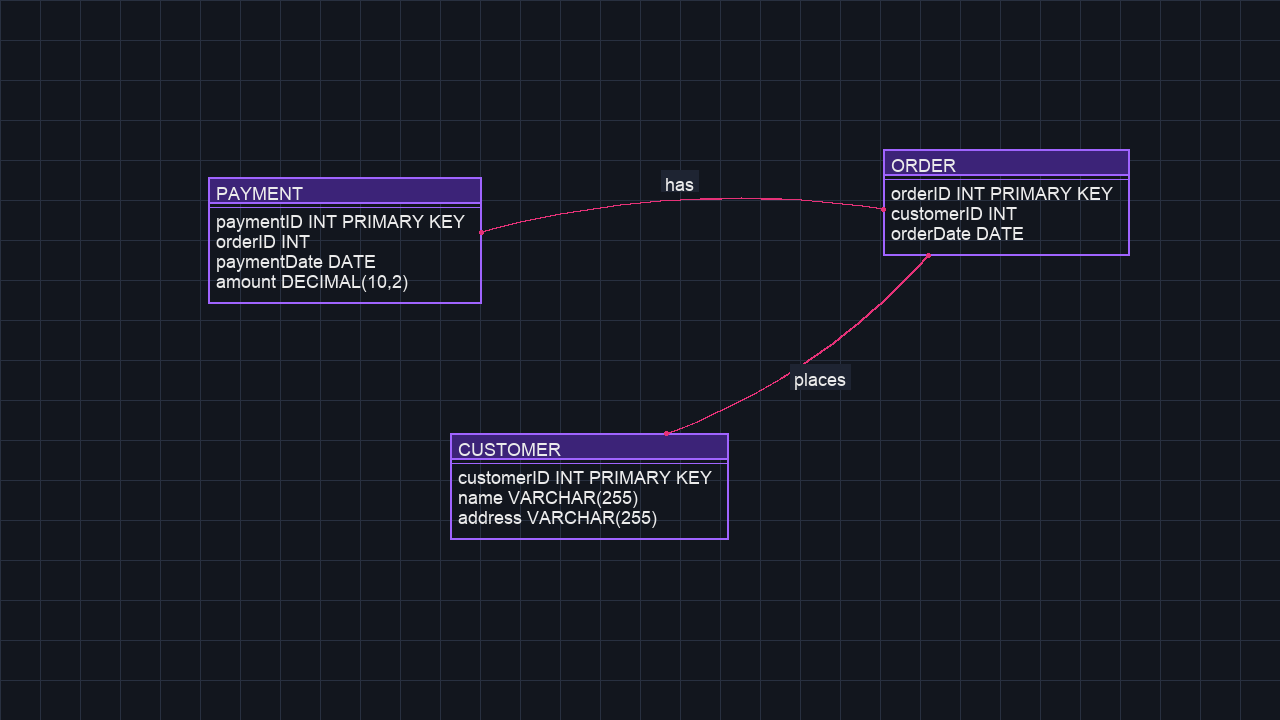 PAYMENT
paymentID INT PRIMARY KEY
orderID INT
paymentDate DATE
amount DECIMAL(10,2)
has
ORDER
orderID INT PRIMARY KEY
customerID INT
orderDate DATE
places
CUSTOMER
customerID INT PRIMARY KEY
name VARCHAR(255)
address VARCHAR(255)